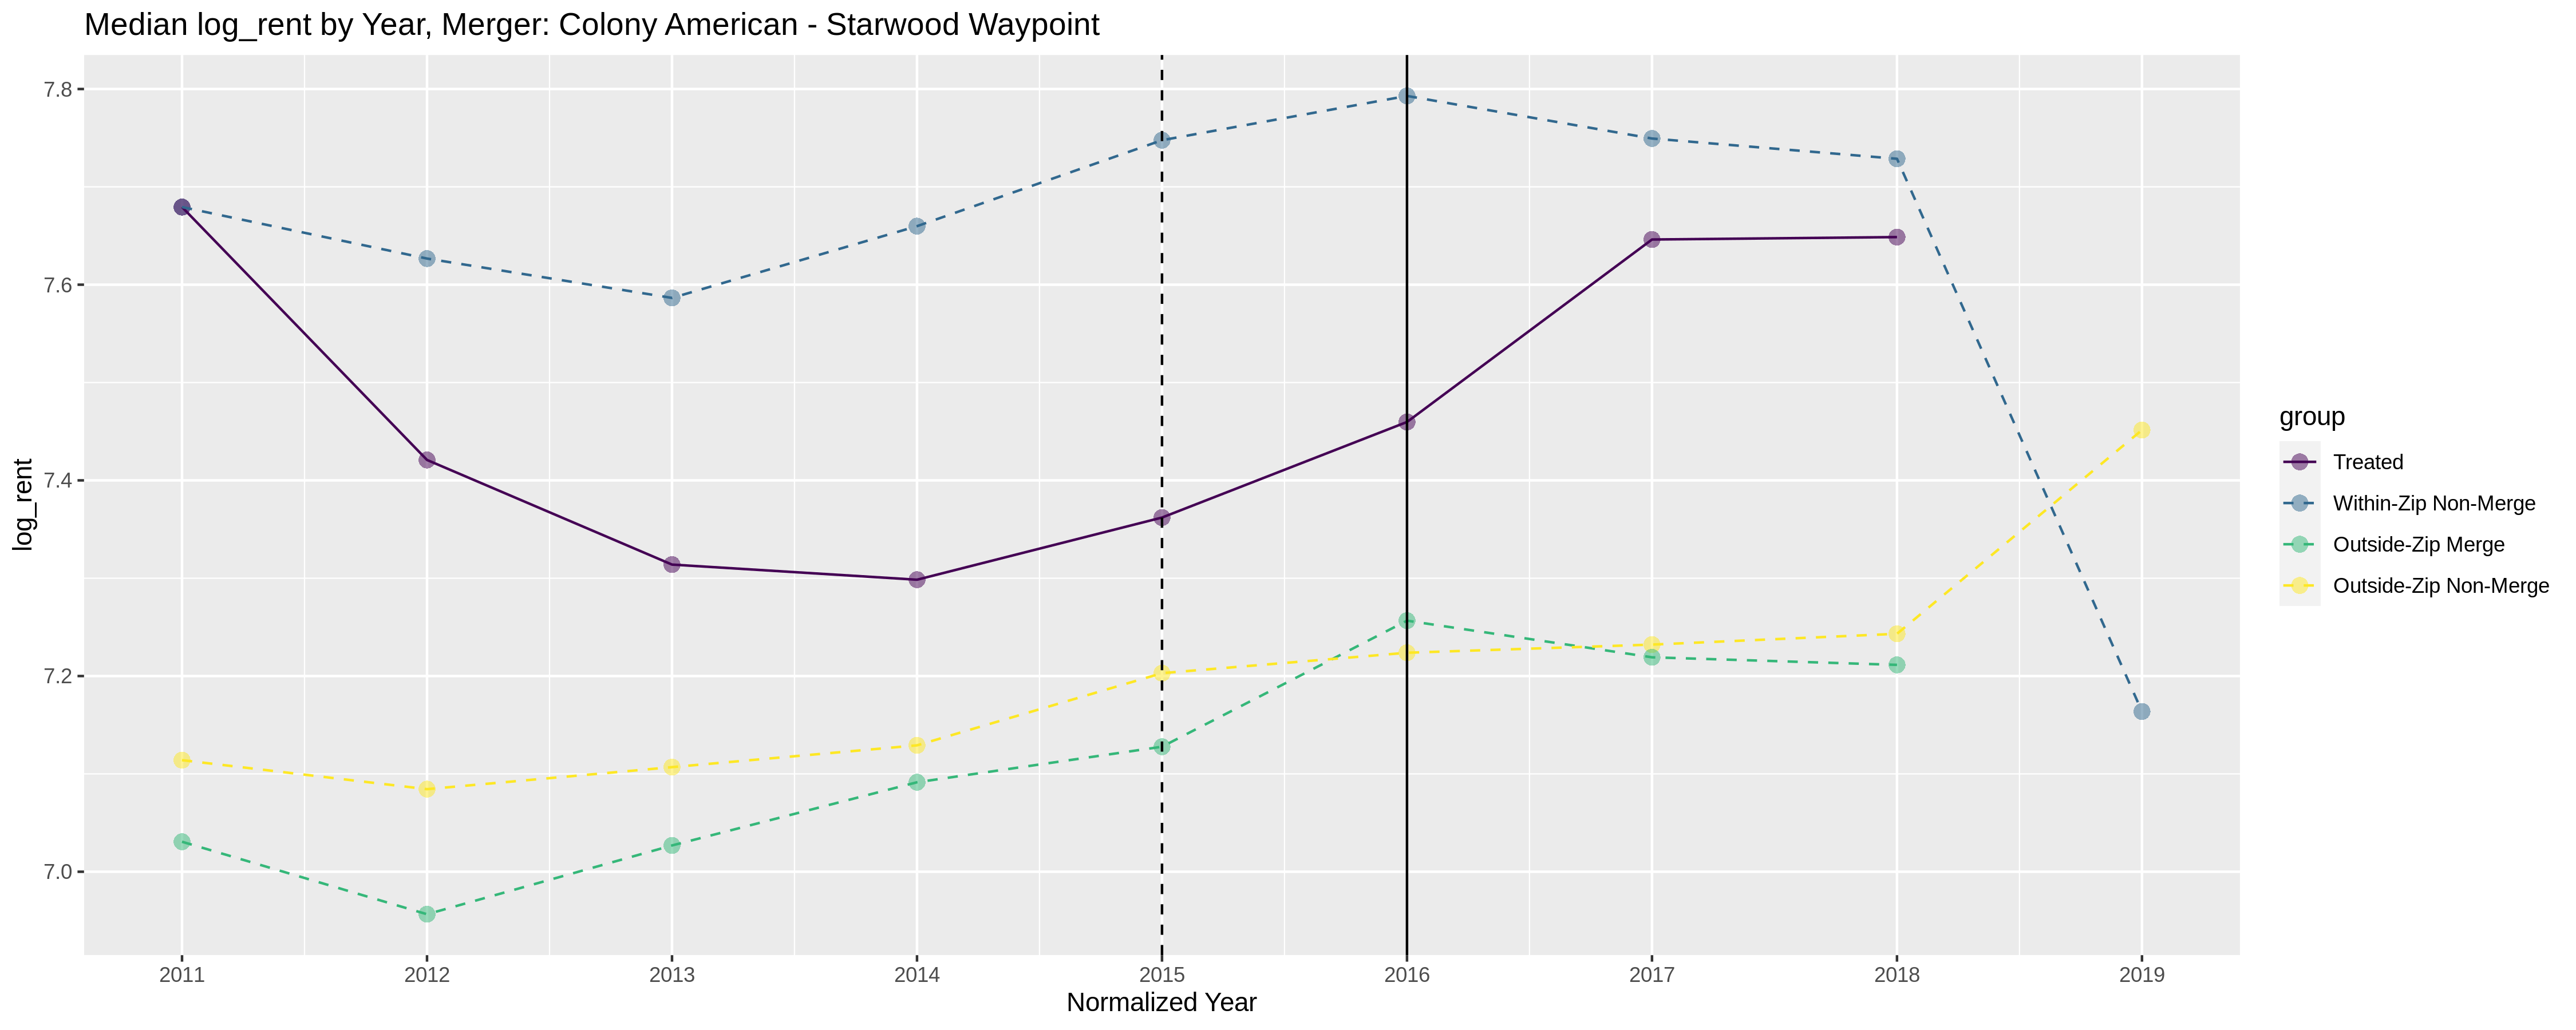 Median log_rent by Year, Merger: Colony American - Starwood Waypoint
log_rent
7.8
7.6
7.4
7.2
7.0
2011 2012 2013 2014 2015 2016 2017 2018 2019
Normalized Year
group
Treated
Within-Zip Non-Merge
Outside-Zip Merge
Outside-Zip Non-Merge